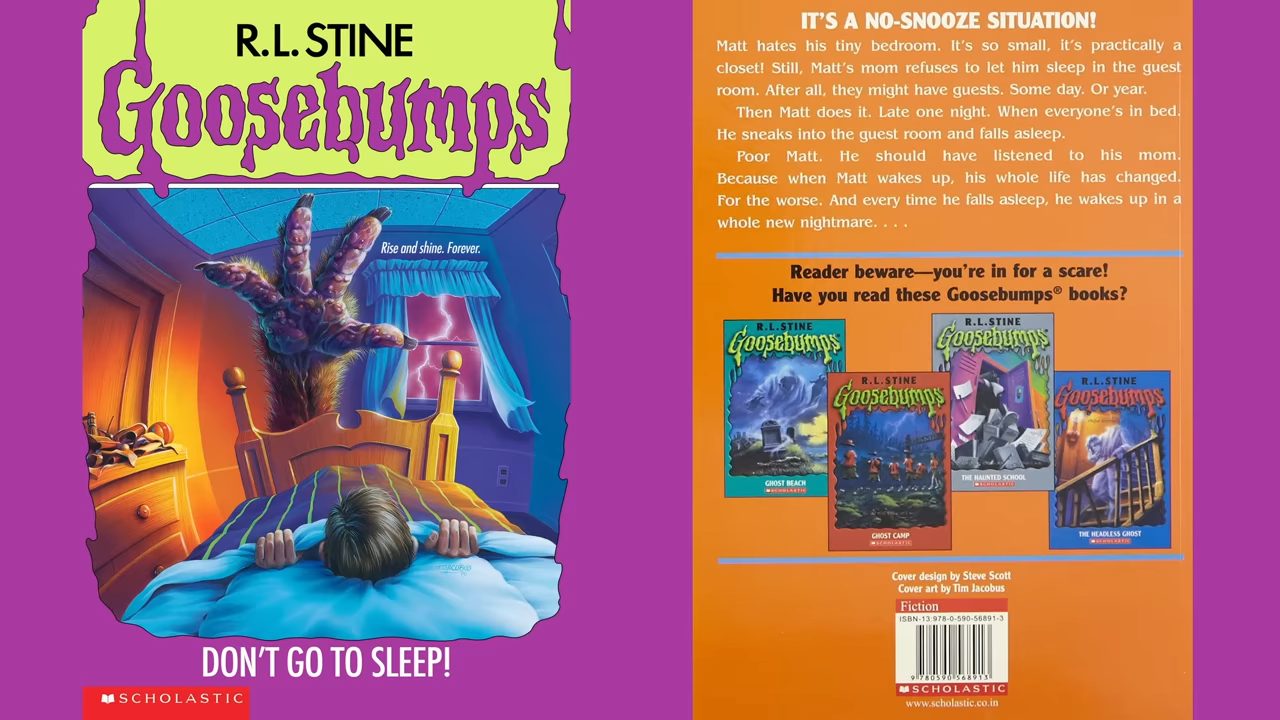 R.L. STINE
Goosebumps
Rise and shine. Forever.
DON'T GO TO SLEEP!
SCHOLASTIC
IT'S A NO-SNOOZE SITUATION!
Matt hates his tiny bedroom. It's so small, it's practically a
closet! Still, Matt's mom refuses to let him sleep in the guest
room. After all, they might have guests. Some day. Or year.
Then Matt does it. Late one night. When everyone's in bed.
He sneaks into the guest room and falls asleep.
Poor Matt. He should have listened to his mom.
Because when Matt wakes up, his whole life has changed.
For the worse. And every time he falls asleep, he wakes up in a
whole new nightmare. . . .
Reader beware—you're in for a scare!
Have you read these Goosebumps® books?
R.L. STINE
Goosebumps
GHOST BEACH
SCHOLASTIC
R.L. STINE
Goosebumps
GHOST CAMP
SCHOLASTIC
R.L. STINE
Goosebumps
THE HAUNTED SCHOOL
SCHOLASTIC
R.L. STINE
Goosebumps
THE HEADLESS GHOST
SCHOLASTIC
Cover design by Steve Scott
Cover art by Tim Jacobus
Fiction
ISBN-13:978-0-590-56891-3
9 780590 568913
SCHOLASTIC
www.scholastic.co.in